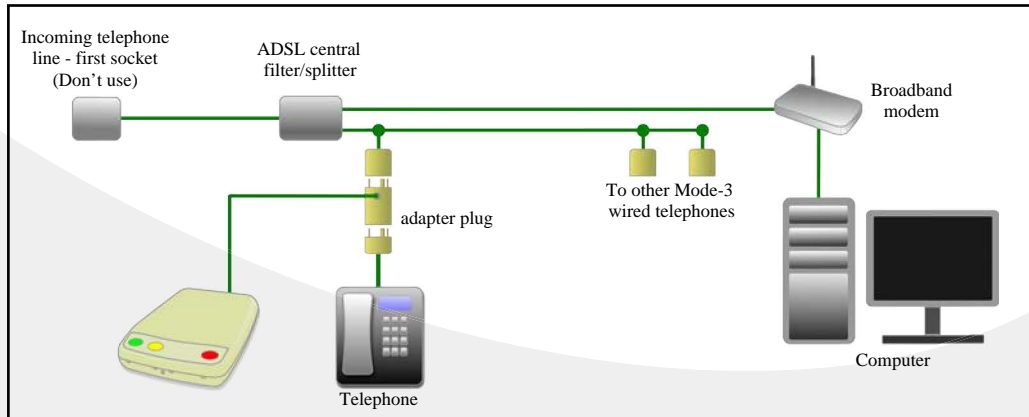 Incoming telephone
line - first socket
(Don't use)
ADSL central
filter/splitter
Broadband
modem
To other Mode-3
wired telephones
adapter plug
Computer
Telephone